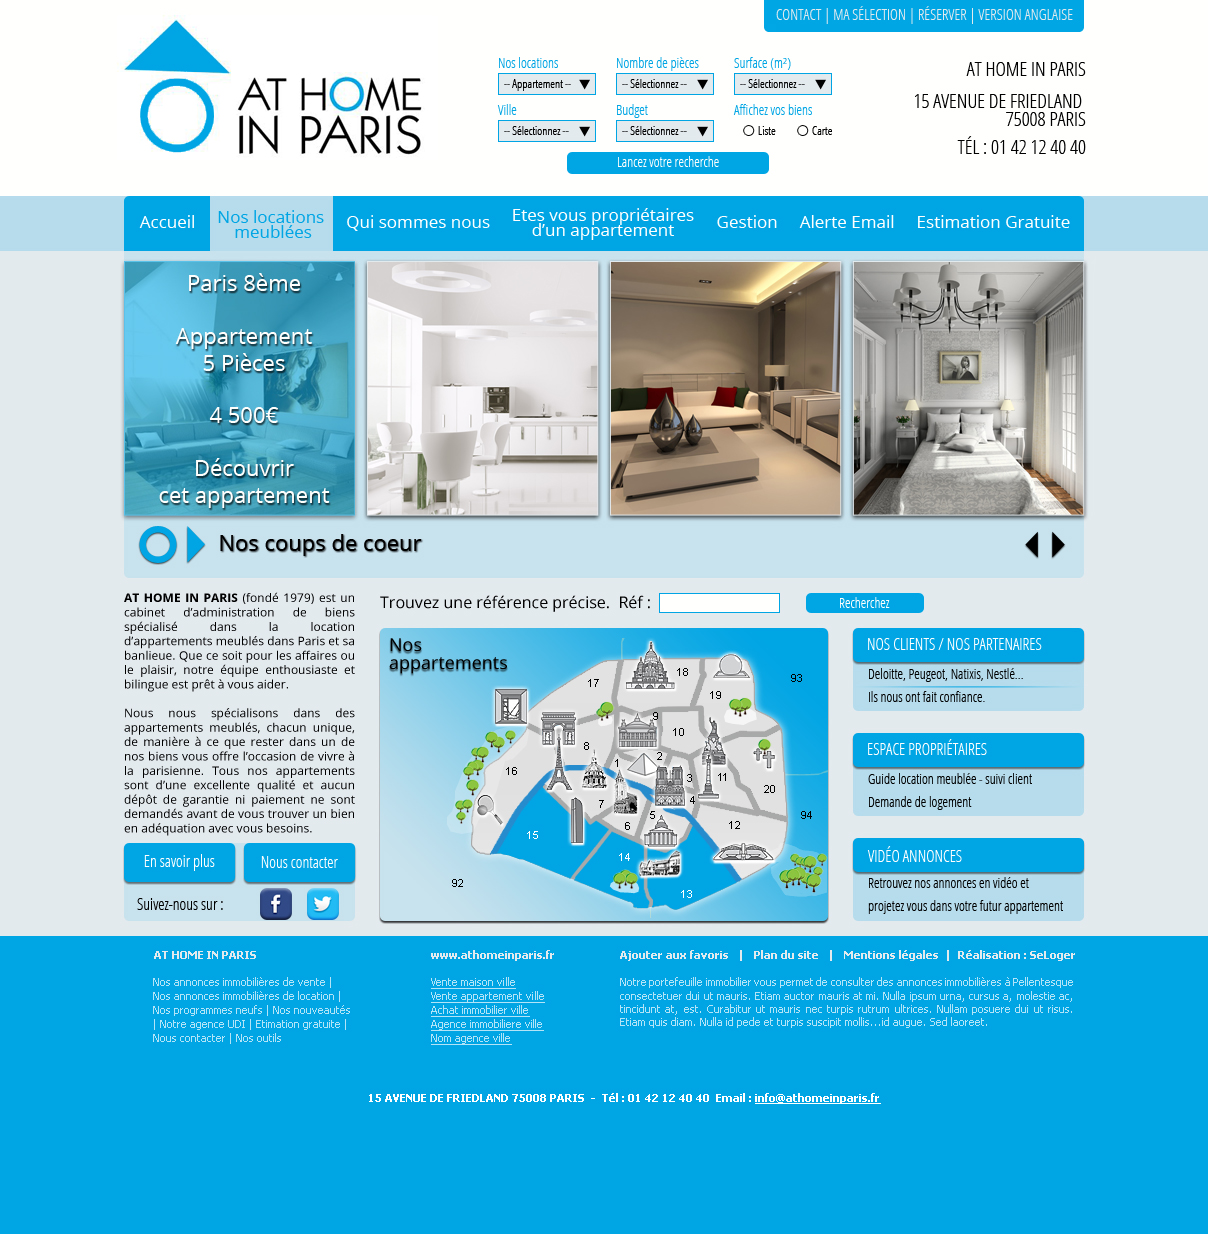 CONTACT | MA SÉLECTION | RÉSERVER | VERSION ANGLAISE
AT HOME
IN PARIS
Nos locations
Nombre de pièces
Surface (m²)
-- Appartement --
-- Sélectionnez --
-- Sélectionnez --
Ville
Budget
Affichez vos biens
-- Sélectionnez --
-- Sélectionnez --
Liste
Carte
Lancez votre recherche
AT HOME IN PARIS
15 AVENUE DE FRIEDLAND
75008 PARIS
TÉL : 01 42 12 40 40
Accueil
Nos locations
meublées
Qui sommes nous
Etes vous propriétaires
d'un appartement
Gestion
Alerte Email
Estimation Gratuite
Paris 8ème
Appartement
5 Pièces
4 500€
Découvrir
cet appartement
Nos coups de coeur
AT HOME IN PARIS (fondé 1979) est un
cabinet d'administration de biens
spécialisé dans la location
d'appartements meublés dans Paris et sa
banlieue. Que ce soit pour les affaires ou
le plaisir, notre équipe enthousiaste et
bilingue est prêt à vous aider.
Nous nous spécialisons dans des
appartements meublés, chacun unique,
de manière à ce que rester dans un de
nos biens vous offre l'occasion de vivre à
la parisienne. Tous nos appartements
sont d'une excellente qualité et aucun
dépôt de garantie ni paiement ne sont
demandés avant de vous trouver un bien
en adéquation avec vous besoins.
En savoir plus
Nous contacter
Suivez-nous sur :
Trouvez une référence précise. Réf :
Recherchez
Nos
appartements
17
18
19
93
9
10
8
1
2
3
11
16
7
4
20
5
6
12
94
15
14
13
92
NOS CLIENTS / NOS PARTENAIRES
Deloitte, Peugeot, Natixis, Nestlé...
Ils nous ont fait confiance.
ESPACE PROPRIÉTAIRES
Guide location meublée - suivi client
Demande de logement
VIDÉO ANNONCES
Retrouvez nos annonces en vidéo et
projetez vous dans votre futur appartement
AT HOME IN PARIS
Nos annonces immobilières de vente |
Nos annonces immobilières de location |
Nos programmes neufs | Nos nouveautés
| Notre agence UDI | Etimation gratuite |
Nous contacter | Nos outils
www.athomeinparis.fr
Vente maison ville
Vente appartement ville
Achat immobilier ville
Agence immobiliere ville
Nom agence ville
Ajouter aux favoris | Plan du site | Mentions légales | Réalisation : SeLoger
Notre portefeuille immobilier vous permet de consulter des annonces immobilières à Pellentesque
consectetuer dui ut mauris. Etiam auctor mauris at mi. Nulla ipsum urna, cursus a, molestie ac,
tincidunt at, est. Curabitur ut mauris nec turpis rutrum ultrices. Nullam posuere dui ut risus.
Etiam quis diam. Nulla id pede et turpis suscipit mollis...id augue. Sed laoreet.
15 AVENUE DE FRIEDLAND 75008 PARIS - Tél : 01 42 12 40 40 Email : info@athomeinparis.fr